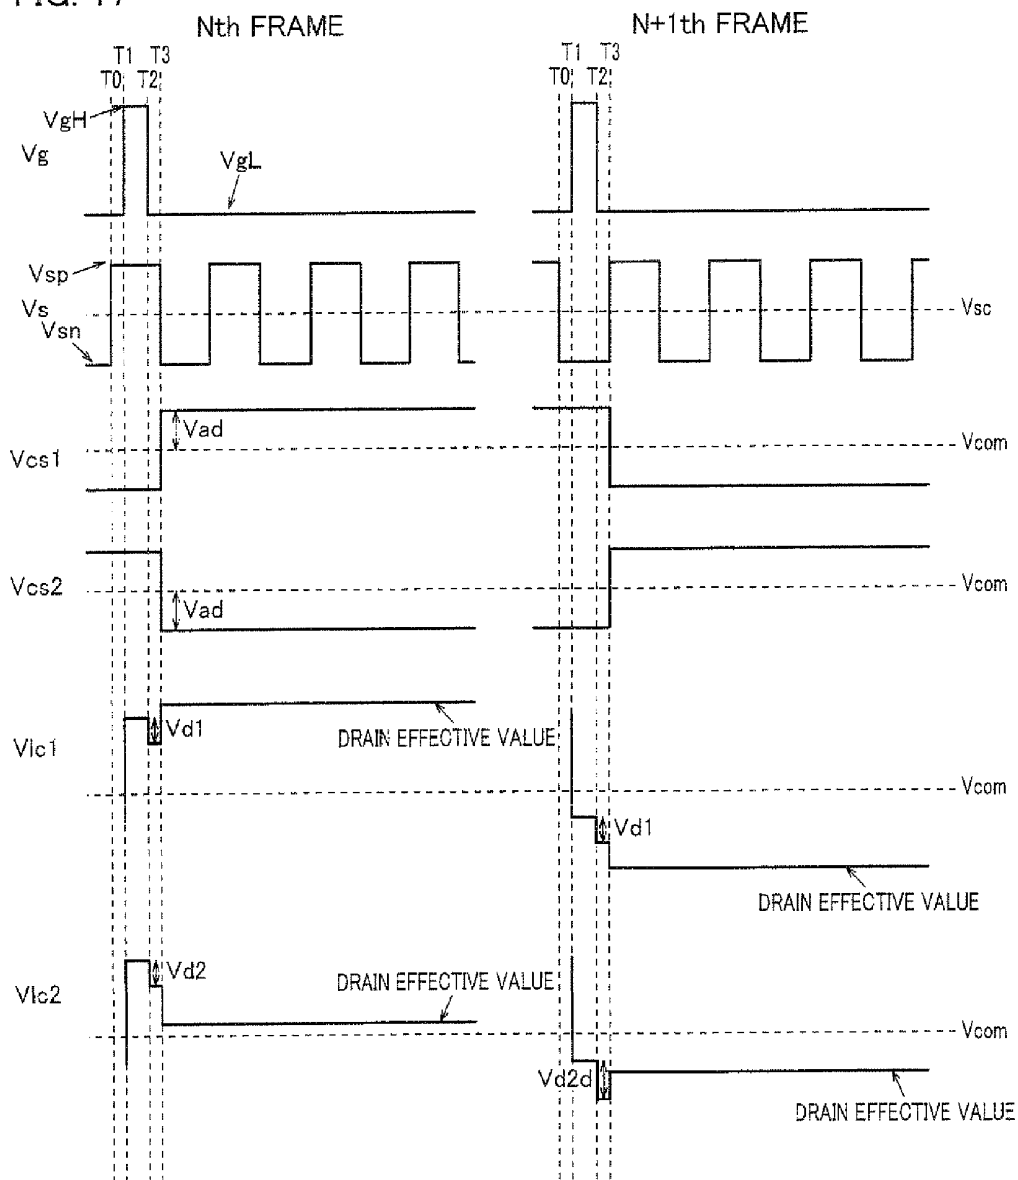 FIG. 17
Nth FRAME
N+1th FRAME
T1 T3
T0 T2
T1 T3
T0 T2
VgH
Vg
VgL
Vsp
Vs
Vsn
Vsc
Vad
Vcs1
Vcom
Vcs2
Vad
Vcom
Vd1
Vlc1
DRAIN EFFECTIVE VALUE
Vcom
Vd1
DRAIN EFFECTIVE VALUE
Vd2
Vlc2
DRAIN EFFECTIVE VALUE
Vcom
Vd2d
DRAIN EFFECTIVE VALUE